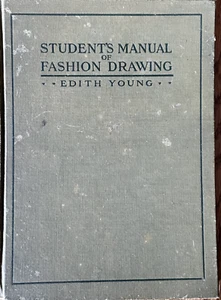 STUDENT'S MANUAL
OF
FASHION DRAWING
· · EDITH YOUNG · ·